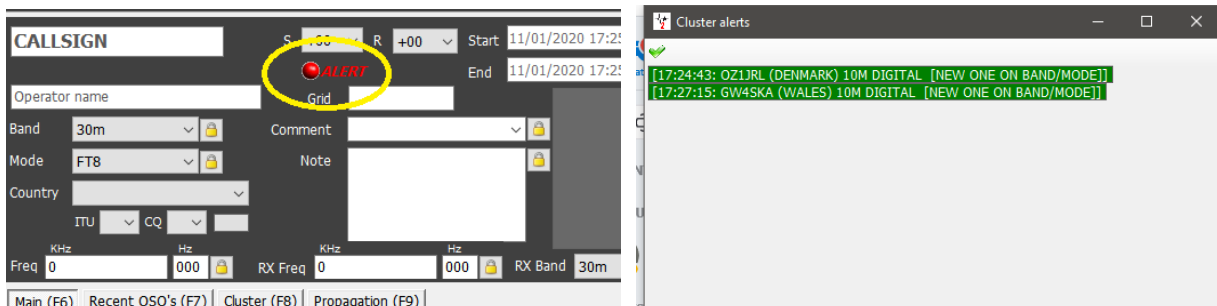 CALLSIGN
S +00 R +00 Start 11/01/2020 17:25
ALERT
End 11/01/2020 17:25
Operator name
Grid
Band 30m Comment
Mode FT8 Note
Country
ITU CQ
KHz Hz KHz Hz
Freq 0 000 RX Freq 0 000 RX Band 30m
Main (F6) Recent QSO's (F7) Cluster (F8) Propagation (F9)
Cluster alerts
[17:24:43: OZ1JRL (DENMARK) 10M DIGITAL [NEW ONE ON BAND/MODE]]
[17:27:15: GW4SKA (WALES) 10M DIGITAL [NEW ONE ON BAND/MODE]]